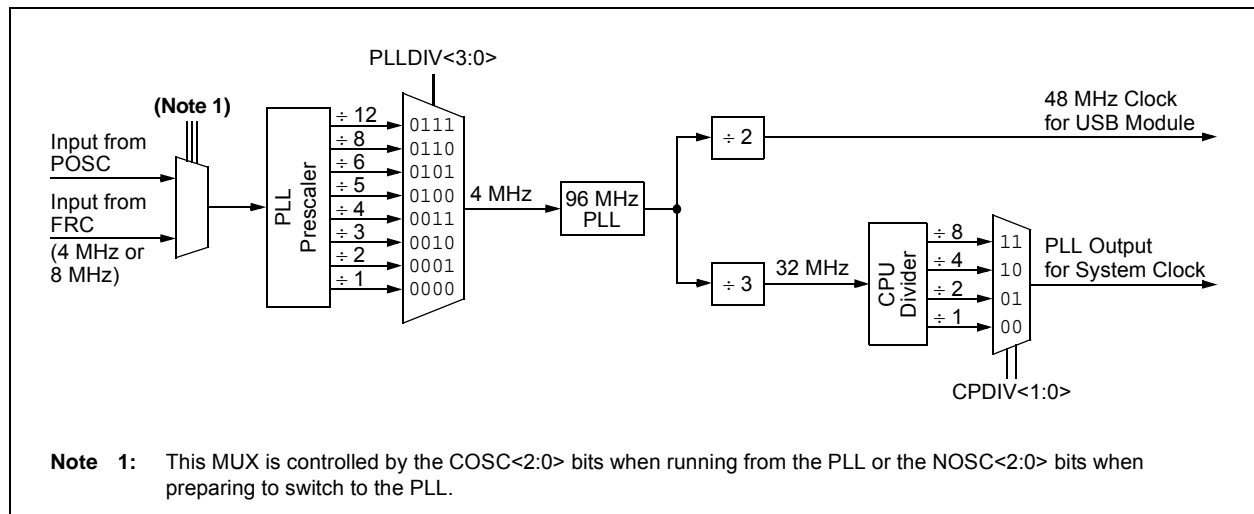 PLLDIV<3:0>
(Note 1)
Input from
POSC
Input from
FRC
(4 MHz or
8 MHz)
PLL
Prescaler
÷ 12
÷ 8
÷ 6
÷ 5
÷ 4
÷ 3
÷ 2
÷ 1
0111
0110
0101
0100
0011
0010
0001
0000
4 MHz
96 MHz
PLL
÷ 2
48 MHz Clock
for USB Module
÷ 3
32 MHz
CPU
Divider
÷ 8
÷ 4
÷ 2
÷ 1
11
10
01
00
PLL Output
for System Clock
CPDIV<1:0>
Note 1: This MUX is controlled by the COSC<2:0> bits when running from the PLL or the NOSC<2:0> bits when
preparing to switch to the PLL.